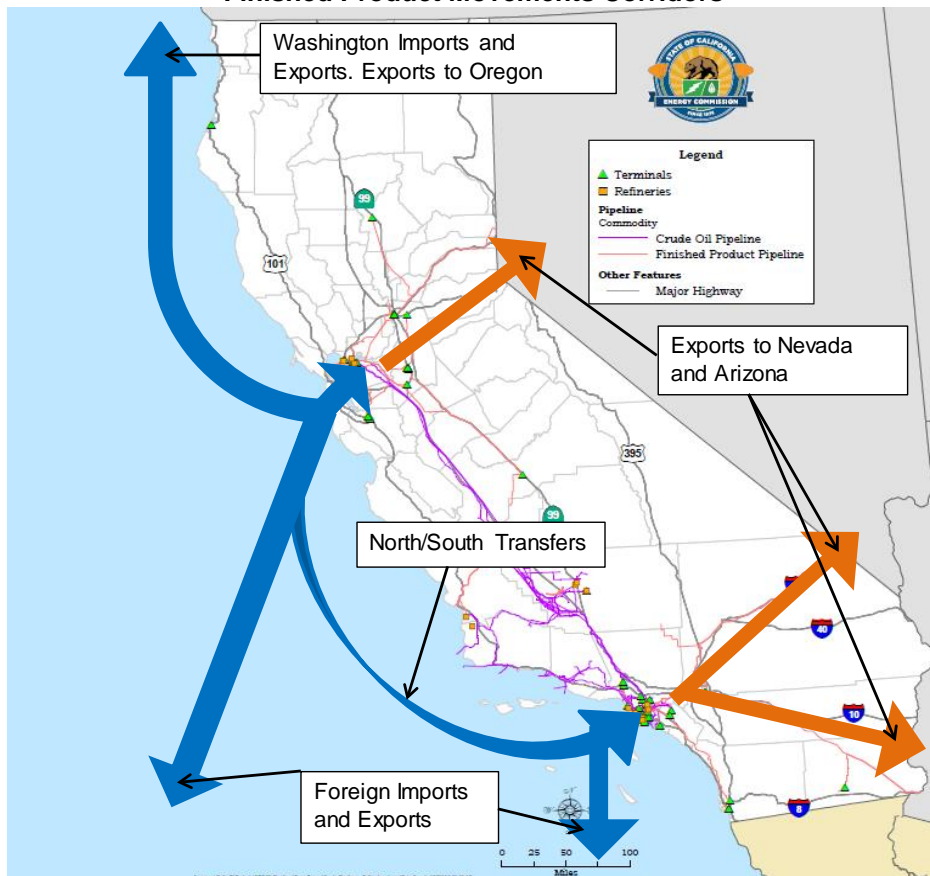 Finished Product Movements Corridors
Washington Imports and
Exports. Exports to Oregon
STATE OF CALIFORNIA
ENERGY COMMISSION
Legend
Terminals
Refineries
Pipeline
Commodity
Crude Oil Pipeline
Finished Product Pipeline
Other Features
Major Highway
99
101
Exports to Nevada
and Arizona
395
99
North/South Transfers
40
10
Foreign Imports
and Exports
8
0 25 50 100
Miles